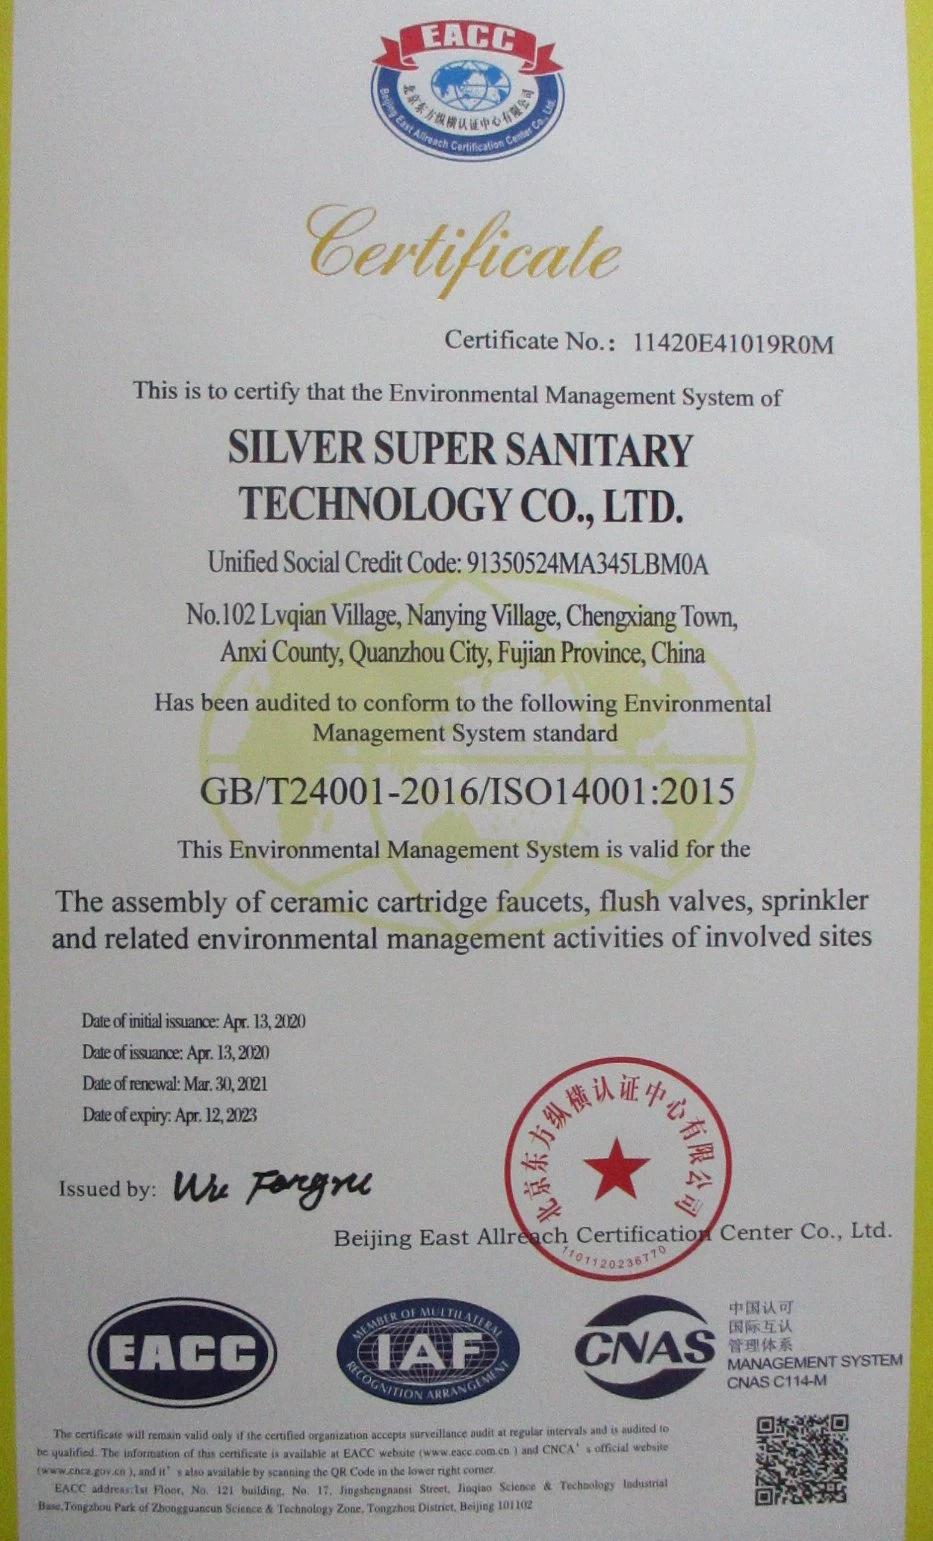 EACC
北京东方纵横认证中心有限公司
Beijing East Allreach Certification Center Co., Ltd.
Certificate
Certificate No.: 11420E41019R0M
This is to certify that the Environmental Management System of
SILVER SUPER SANITARY
TECHNOLOGY CO., LTD.
Unified Social Credit Code: 91350524MA345LBM0A
No.102 Lvqian Village, Nanying Village, Chengxiang Town,
Anxi County, Quanzhou City, Fujian Province, China
Has been audited to conform to the following Environmental
Management System standard
GB/T24001-2016/ISO14001:2015
This Environmental Management System is valid for the
The assembly of ceramic cartridge faucets, flush valves, sprinkler
and related environmental management activities of involved sites
Date of initial issuance: Apr. 13, 2020
Date of issuance: Apr. 13, 2020
Date of renewal: Mar. 30, 2021
Date of expiry: Apr. 12, 2023
北京东方纵横认证中心有限公司
Issued by:
Beijing East Allreach Certification Center Co., Ltd.
1101120236770
EACC
MEMBER OF MULTILATERAL
IAF
RECOGNITION ARRANGEMENT
CNAS
中国认可
国际互认
管理体系
MANAGEMENT SYSTEM
CNAS C114-M
The certificate will remain valid only if the certified organization accepts surveillance audit at regular intervals and is audited to
be qualified. The information of this certificate is available at EACC website (www.eacc.com.cn ) and CNCA' s official website
(www.cnca.gov.cn ), and it' s also available by scanning the QR Code in the lower right corner.
EACC address:1st Floor, No. 121 building, No. 17, Jingshengnansi Street, Jinqiao Science & Technology Industrial
Base,Tongzhou Park of Zhongguancun Science & Technology Zone, Tongzhou District, Beijing 101102